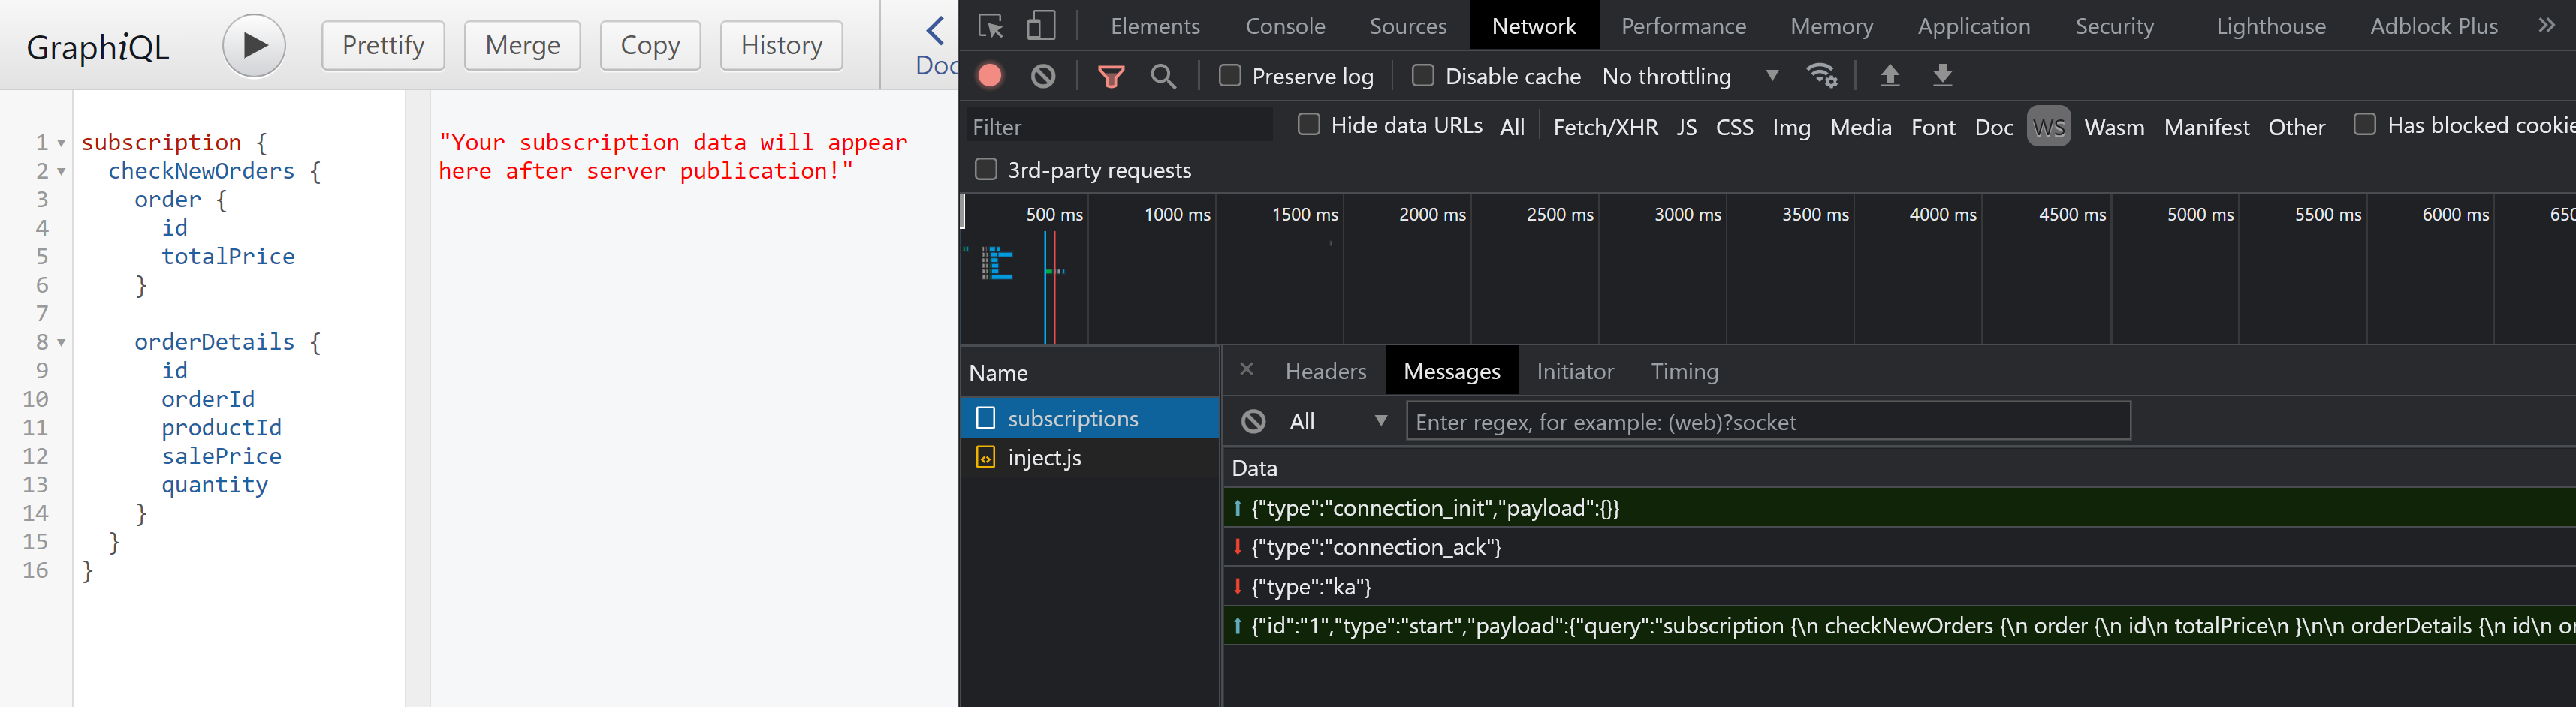 GraphiQL
Prettify
Merge
Copy
History
Doc
1 subscription {
2 checkNewOrders {
3 order {
4 id
5 totalPrice
6 }
7
8 orderDetails {
9 id
10 orderId
11 productId
12 salePrice
13 quantity
14 }
15 }
16 }
"Your subscription data will appear
here after server publication!"
Elements Console Sources Network Performance Memory Application Security Lighthouse Adblock Plus »
Preserve log Disable cache No throttling
Filter Hide data URLs All Fetch/XHR JS CSS Img Media Font Doc WS Wasm Manifest Other Has blocked cookie
3rd-party requests
500 ms 1000 ms 1500 ms 2000 ms 2500 ms 3000 ms 3500 ms 4000 ms 4500 ms 5000 ms 5500 ms 6000 ms 650
Name
subscriptions
inject.js
× Headers Messages Initiator Timing
All Enter regex, for example: (web)?socket
Data
{"type":"connection_init","payload":{}}
{"type":"connection_ack"}
{"type":"ka"}
{"id":"1","type":"start","payload":{"query":"subscription {\n checkNewOrders {\n order {\n id\n totalPrice\n }\n\n orderDetails {\n id\n or